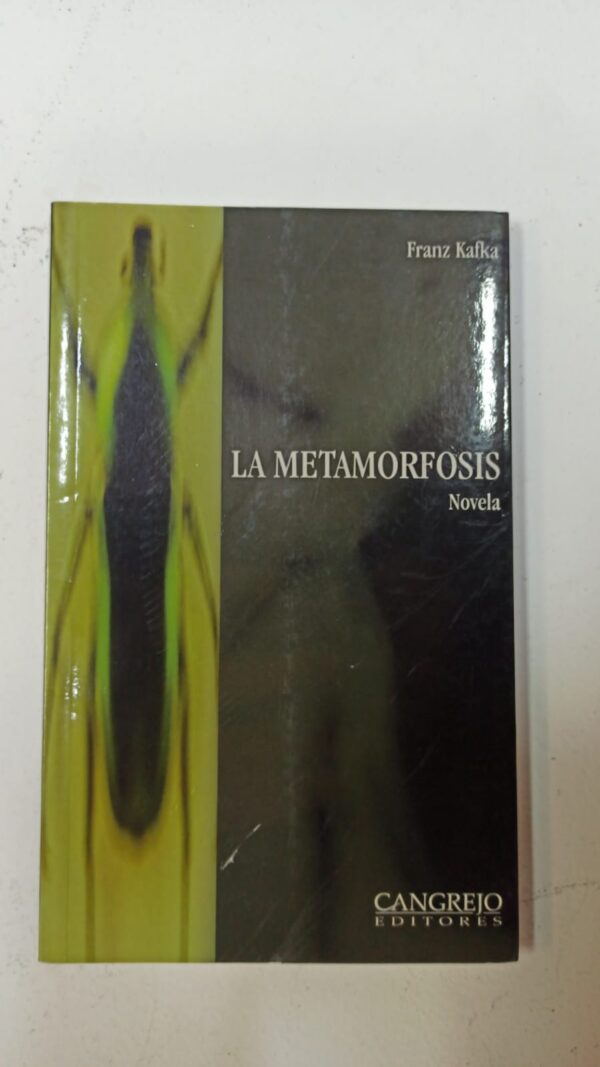 Franz Kafka
LA METAMORFOSIS
Novela
CANGREJO
EDITORES